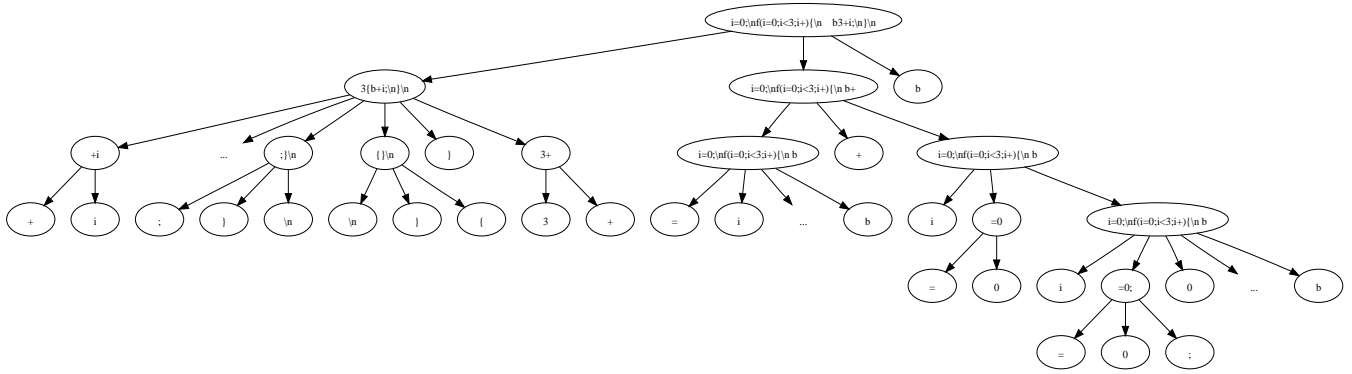 i=0;\nf(i=0;i<3;i+){\n    b3+i;\n}\n
3{b+i;\n}\n
i=0;\nf(i=0;i<3;i+){\n b+
b
+i
...
;}\n
{}\n
}
3+
i=0;\nf(i=0;i<3;i+){\n b
+
i=0;\nf(i=0;i<3;i+){\n b
+
i
;
}
\n
\n
}
{
3
+
=
i
...
b
i
=0
i=0;\nf(i=0;i<3;i+){\n b
=
0
i
=0;
0
...
b
=
0
;